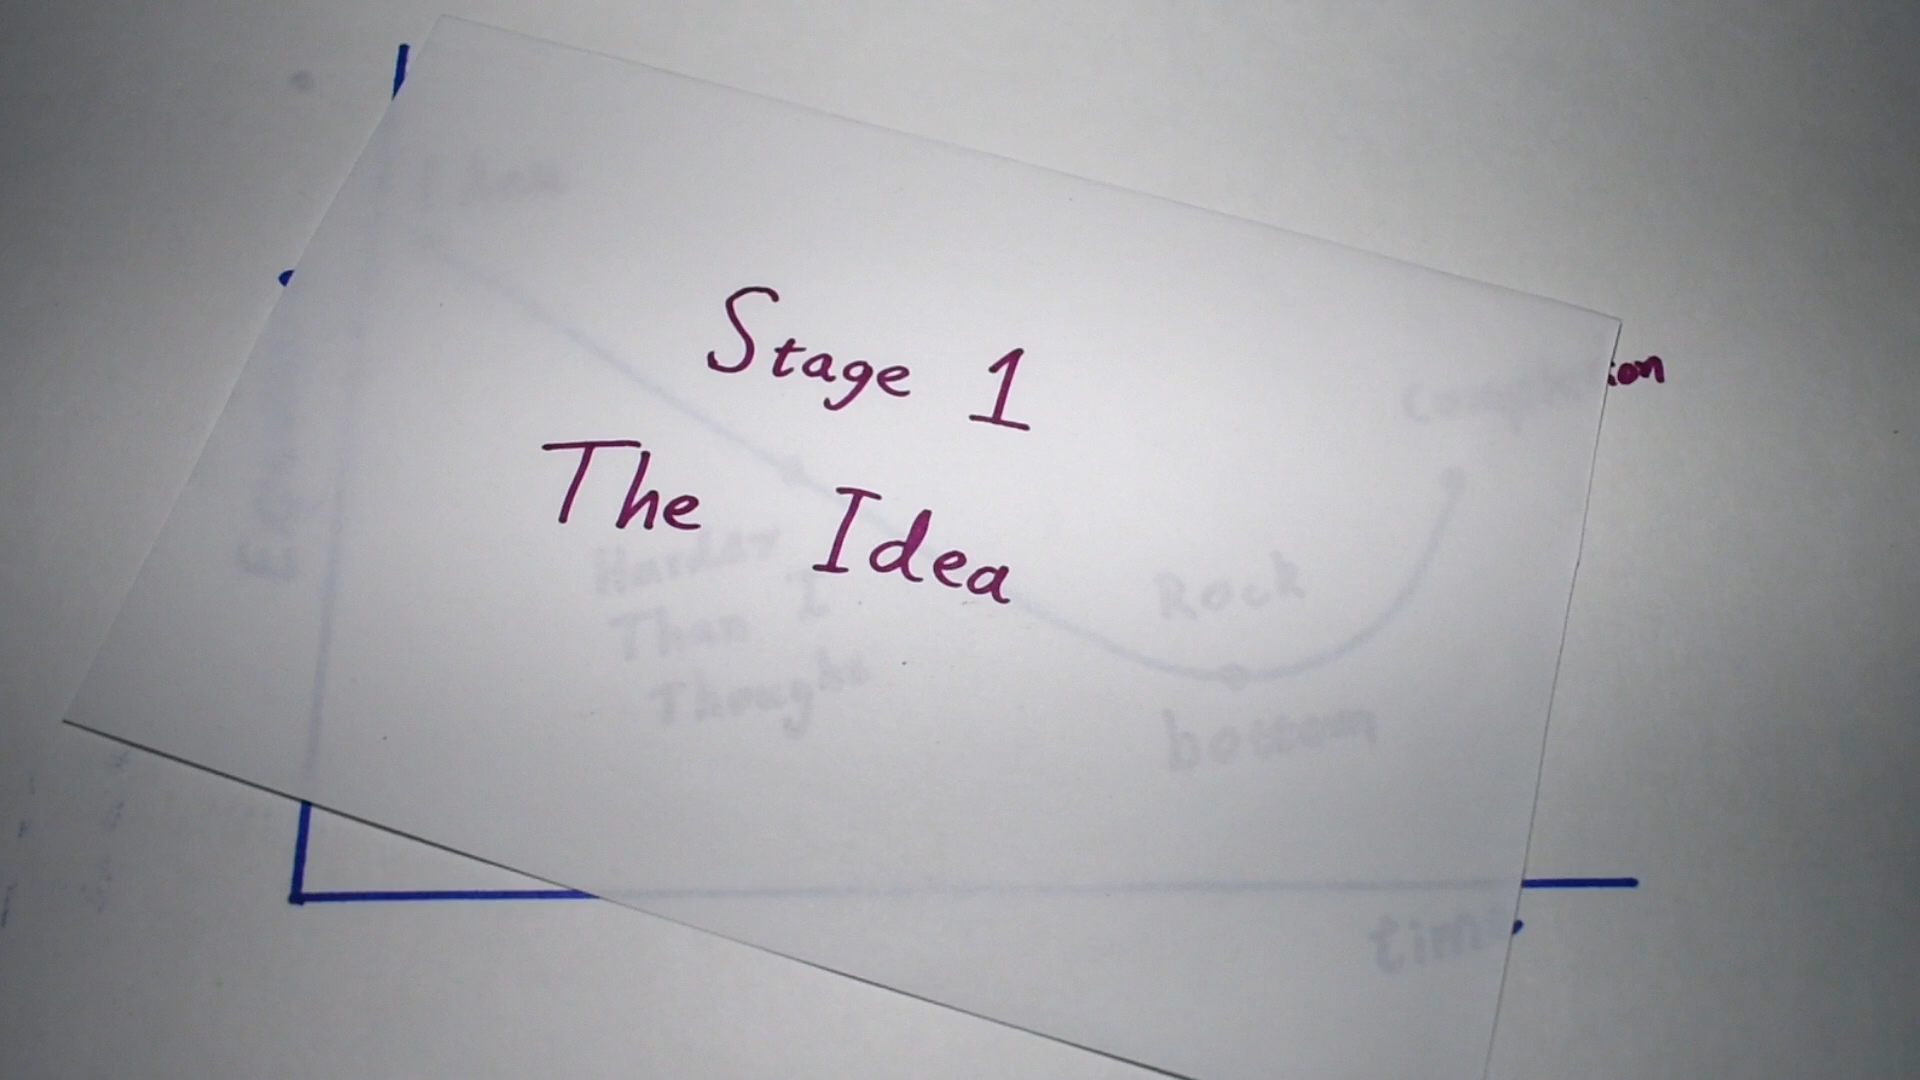 Stage 1
The Idea
Harder
Than I
Thought
Rock
bottom
time